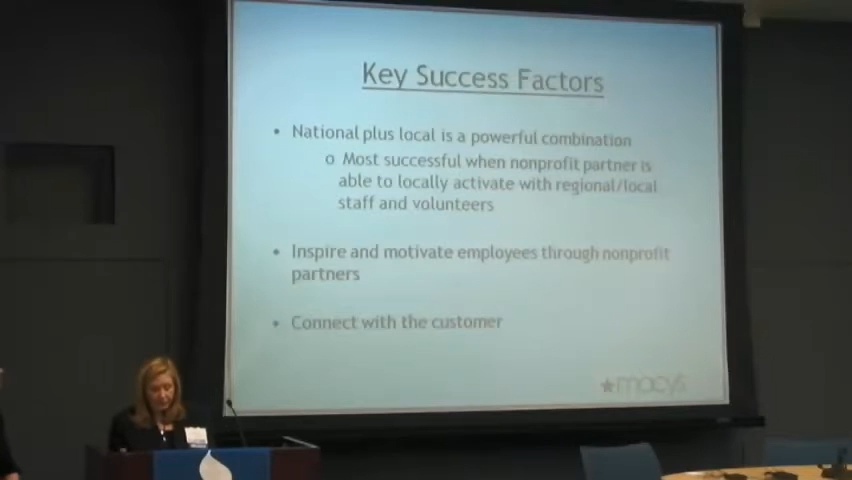 Key Success Factors
• National plus local is a powerful combination
o Most successful when nonprofit partner is
able to locally activate with regional/local
staff and volunteers
• Inspire and motivate employees through nonprofit
partners
• Connect with the customer
★macy's